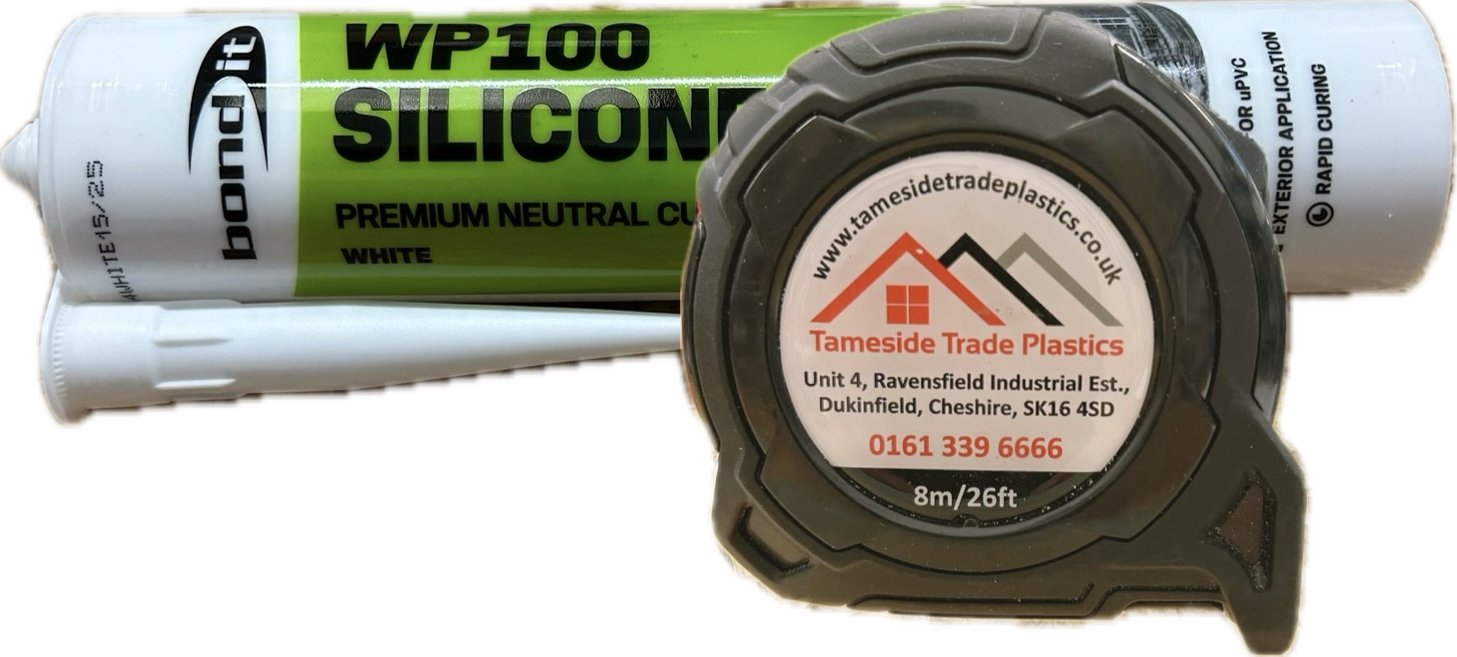 bond it
WHITE 15/25
WP100
SILICON
PREMIUM NEUTRAL CU
WHITE
OR uPVC
EXTERIOR APPLICATION
RAPID CURING
www.tamesidetradeplastics.co.uk
Tameside Trade Plastics
Unit 4, Ravensfield Industrial Est.,
Dukinfield, Cheshire, SK16 4SD
0161 339 6666
8m/26ft